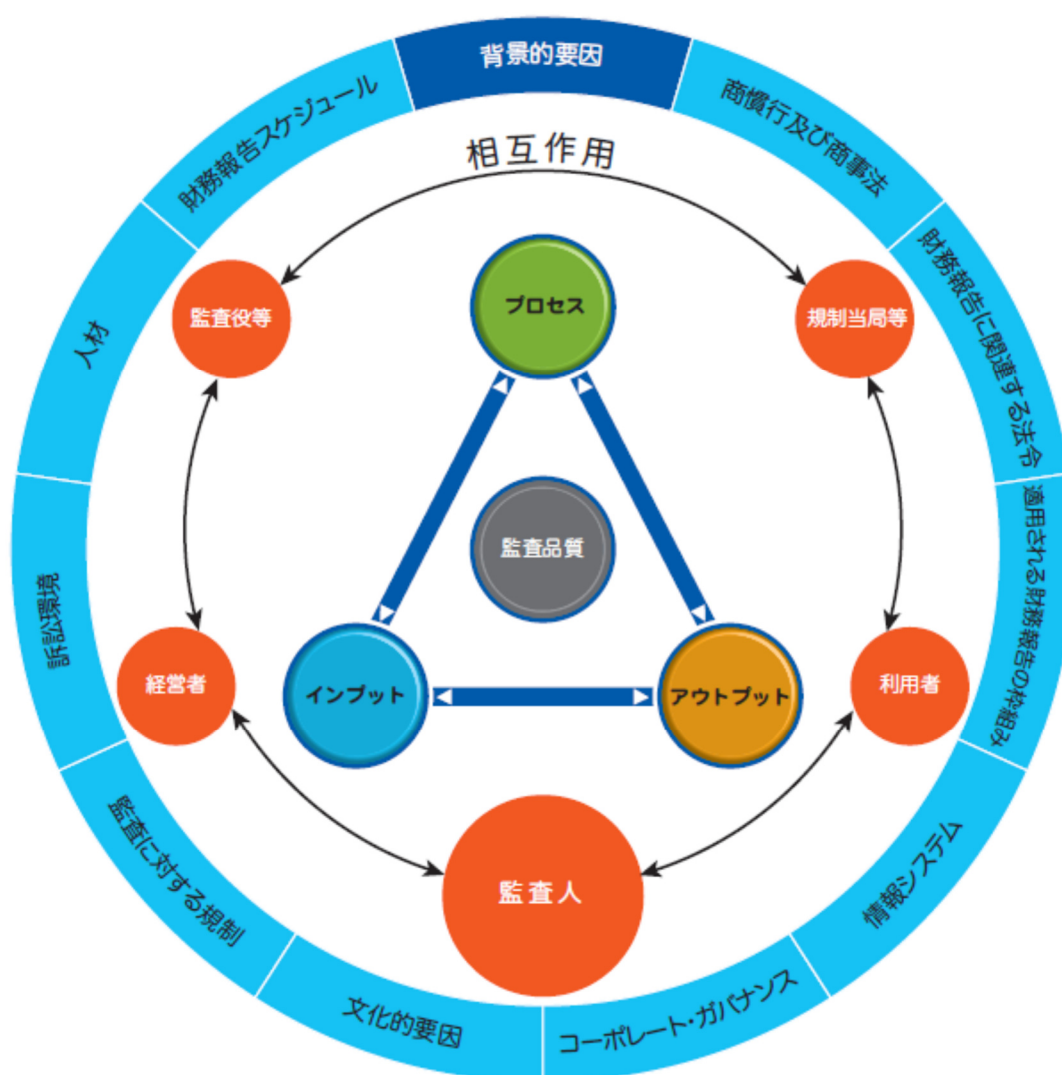 背景的要因
商慣行及び商事法
財務報告に関連する法令
適用される財務報告の枠組み
情報システム
コーポレート・ガバナンス
文化的要因
監査に対する規制
訴訟環境
人材
財務報告スケジュール
相互作用
監査役等
プロセス
規制当局等
監査品質
経営者
インプット
アウトプット
利用者
監査人